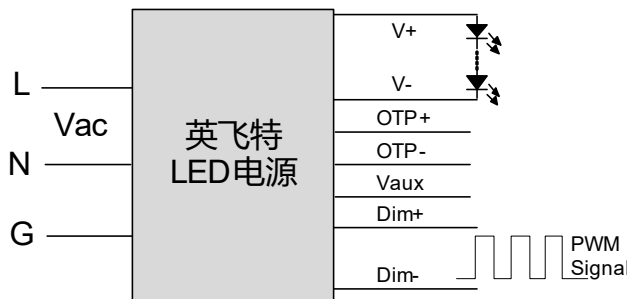 L
Vac
N
G
英飞特
LED电源
V+
V-
OTP+
OTP-
Vaux
Dim+
Dim-
PWM
Signal